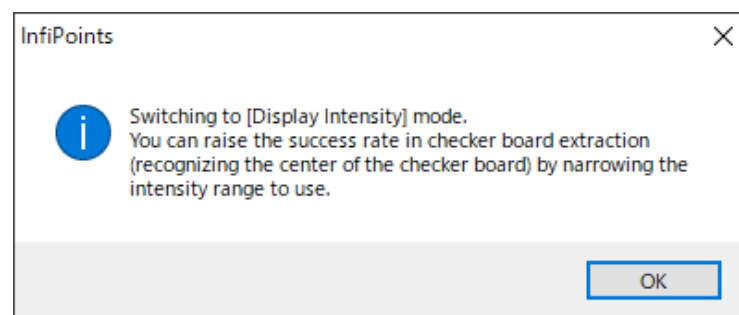 InfiPoints
Switching to [Display Intensity] mode.
You can raise the success rate in checker board extraction
(recognizing the center of the checker board) by narrowing the
intensity range to use.
OK